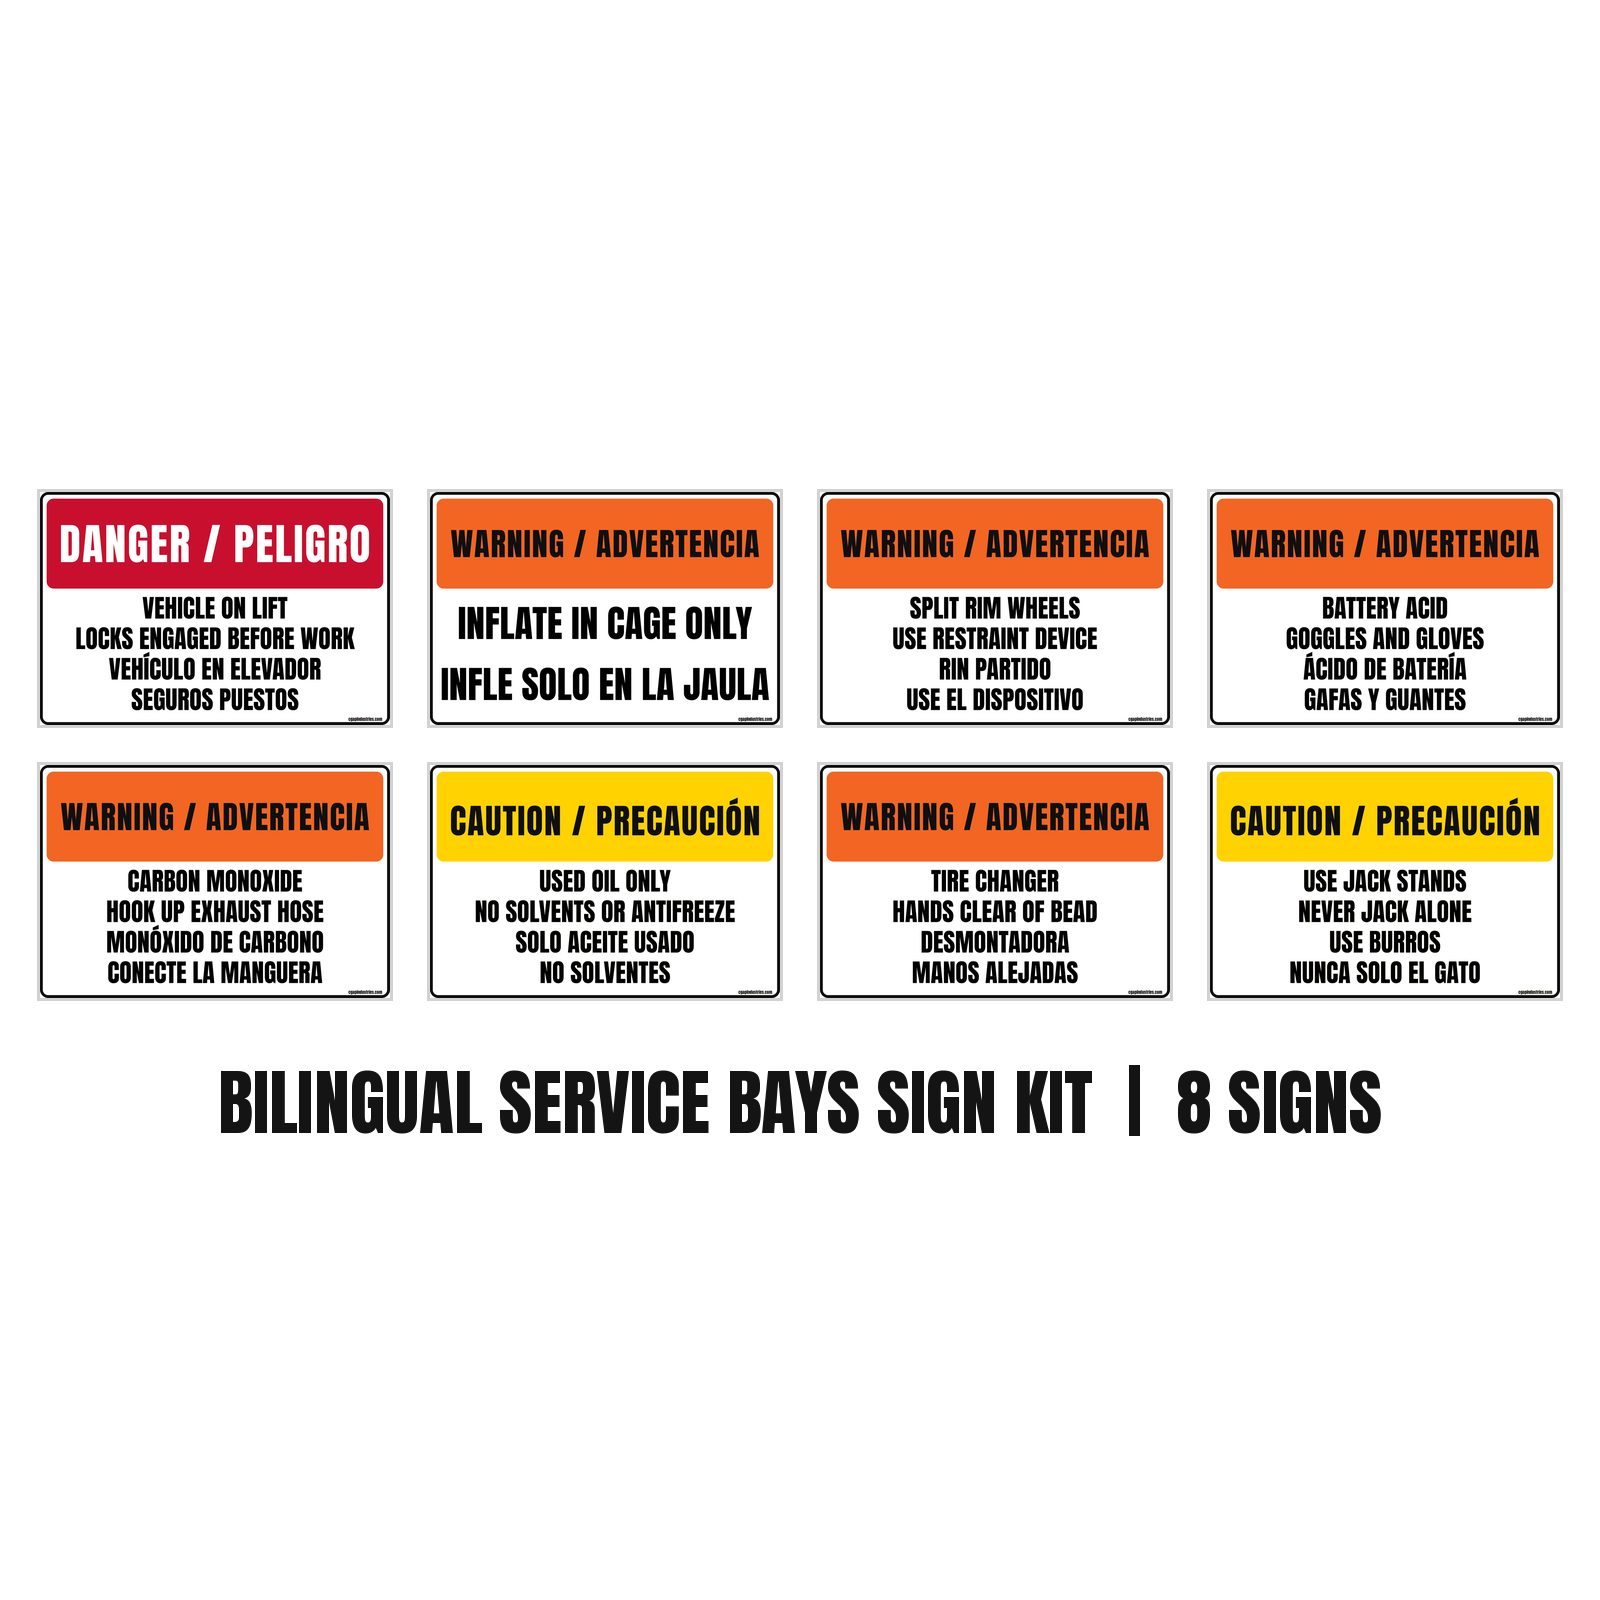 DANGER / PELIGRO
VEHICLE ON LIFT
LOCKS ENGAGED BEFORE WORK
VEHÍCULO EN ELEVADOR
SEGUROS PUESTOS
cgaphindustries.com
WARNING / ADVERTENCIA
INFLATE IN CAGE ONLY
INFLE SOLO EN LA JAULA
WARNING / ADVERTENCIA
SPLIT RIM WHEELS
USE RESTRAINT DEVICE
RIN PARTIDO
USE EL DISPOSITIVO
WARNING / ADVERTENCIA
BATTERY ACID
GOGGLES AND GLOVES
ÁCIDO DE BATERÍA
GAFAS Y GUANTES
WARNING / ADVERTENCIA
CARBON MONOXIDE
HOOK UP EXHAUST HOSE
MONÓXIDO DE CARBONO
CONECTE LA MANGUERA
CAUTION / PRECAUCIÓN
USED OIL ONLY
NO SOLVENTS OR ANTIFREEZE
SOLO ACEITE USADO
NO SOLVENTES
WARNING / ADVERTENCIA
TIRE CHANGER
HANDS CLEAR OF BEAD
DESMONTADORA
MANOS ALEJADAS
CAUTION / PRECAUCIÓN
USE JACK STANDS
NEVER JACK ALONE
USE BURROS
NUNCA SOLO EL GATO
BILINGUAL SERVICE BAYS SIGN KIT | 8 SIGNS